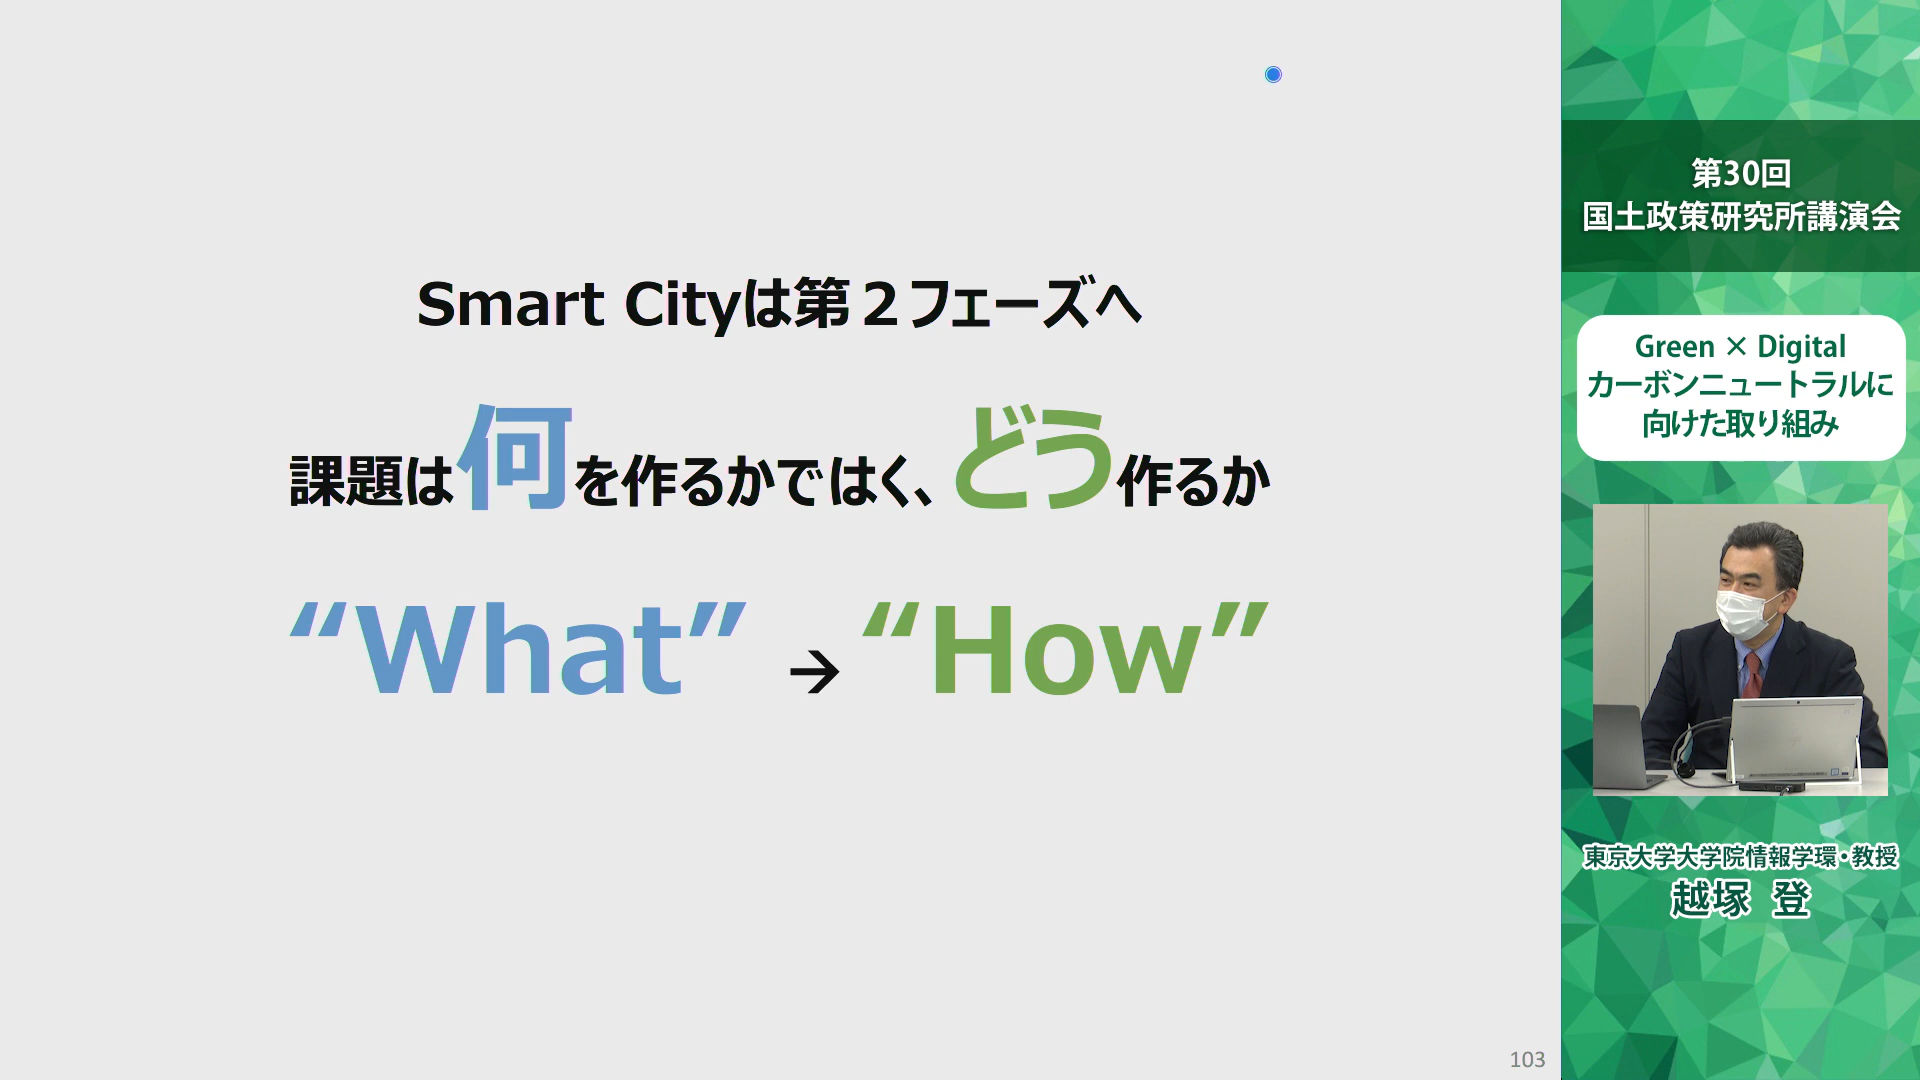 Smart Cityは第２フェーズへ
課題は何を作るかではく、どう作るか
“What” → “How”
103
第30回
国土政策研究所講演会
Green × Digital
カーボンニュートラルに
向けた取り組み
東京大学大学院情報学環・教授
越塚 登